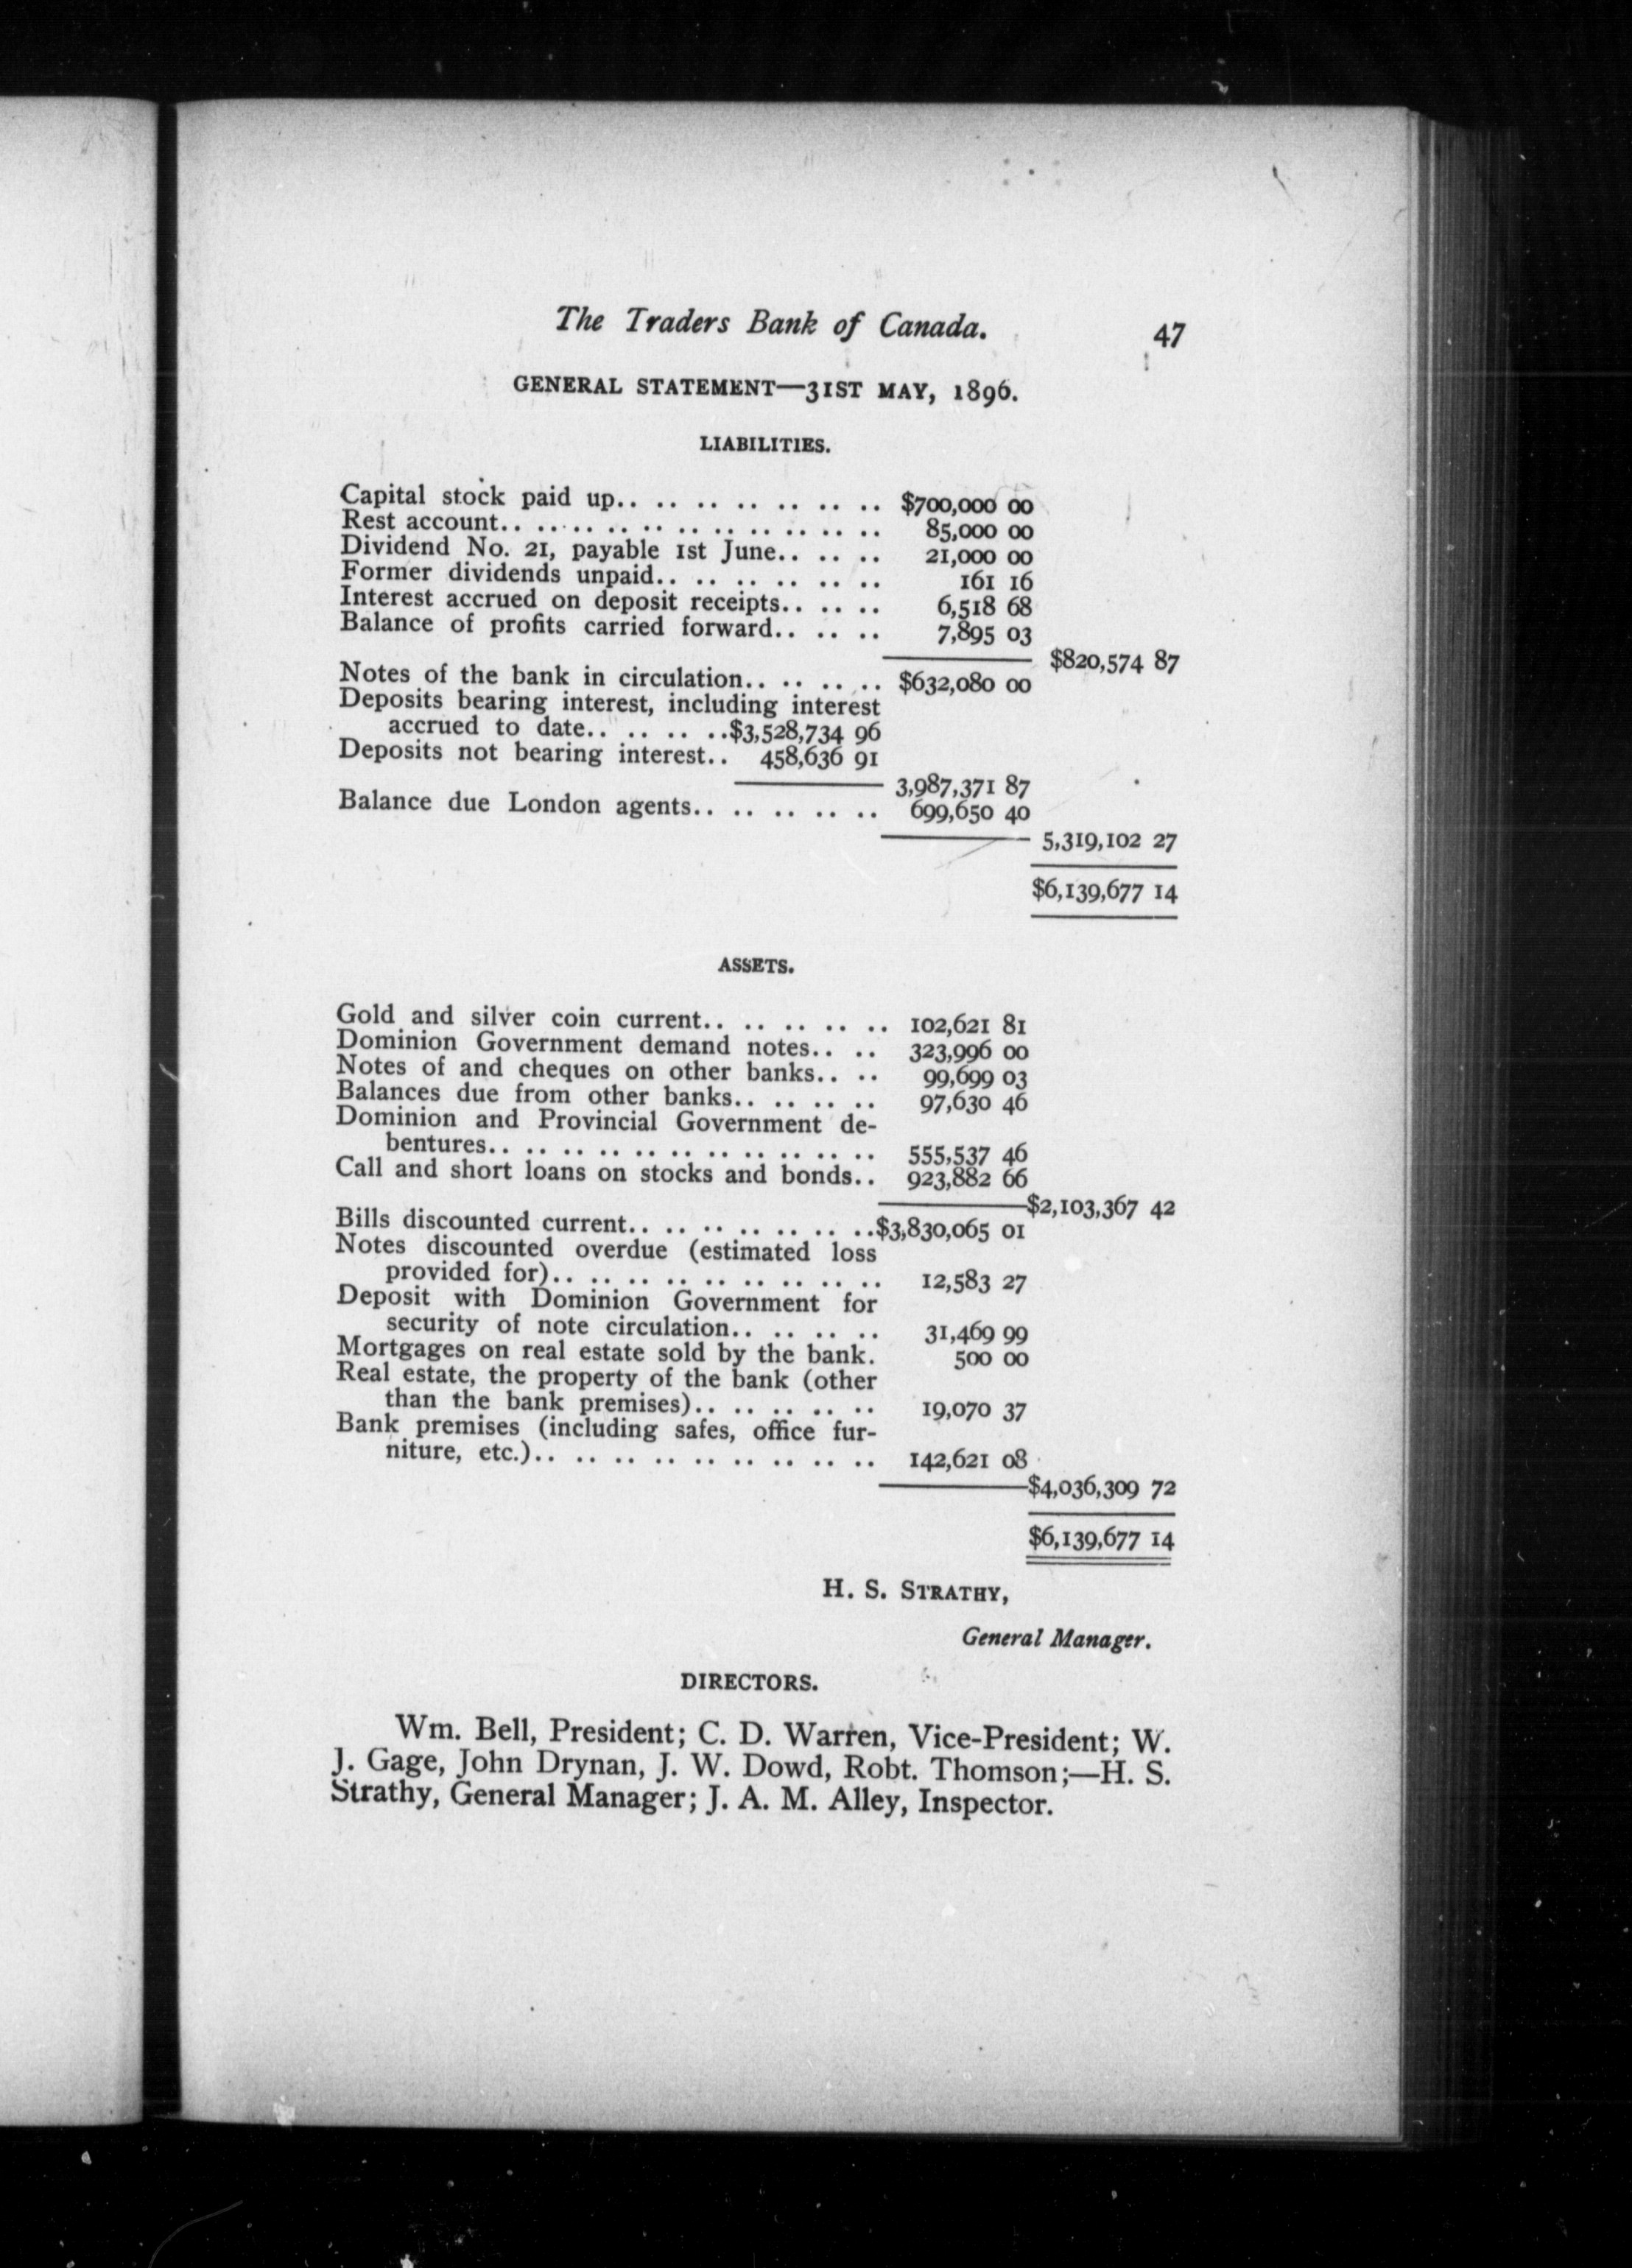 The Traders Bank of Canada. 47
GENERAL STATEMENT—31ST MAY, 1896.
LIABILITIES.
Capital stock paid up.. .. .. .. .. .. .. $700,000 00
Rest account.. .. .. .. .. .. .. .. .. .. .. 85,000 00
Dividend No. 21, payable 1st June.. .. .. 21,000 00
Former dividends unpaid.. .. .. .. .. .. 161 16
Interest accrued on deposit receipts.. .. .. 6,518 68
Balance of profits carried forward.. .. .. 7,895 03
$820,574 87
Notes of the bank in circulation.. .. .. .. $632,080 00
Deposits bearing interest, including interest
accrued to date.. .. .. ..$3,528,734 96
Deposits not bearing interest.. 458,636 91
3,987,371 87
Balance due London agents.. .. .. .. .. 699,650 40
5,319,102 27
$6,139,677 14
ASSETS.
Gold and silver coin current.. .. .. .. .. 102,621 81
Dominion Government demand notes.. .. 323,996 00
Notes of and cheques on other banks.. .. 99,699 03
Balances due from other banks.. .. .. .. 97,630 46
Dominion and Provincial Government de-
bentures.. .. .. .. .. .. .. .. .. .. .. 555,537 46
Call and short loans on stocks and bonds.. 923,882 66
$2,103,367 42
Bills discounted current.. .. .. .. .. .. ..$3,830,065 01
Notes discounted overdue (estimated loss
provided for).. .. .. .. .. .. .. .. .. 12,583 27
Deposit with Dominion Government for
security of note circulation.. .. .. .. 31,469 99
Mortgages on real estate sold by the bank. 500 00
Real estate, the property of the bank (other
than the bank premises).. .. .. .. .. 19,070 37
Bank premises (including safes, office fur-
niture, etc.).. .. .. .. .. .. .. .. .. 142,621 08
$4,036,309 72
$6,139,677 14
H. S. STRATHY,
General Manager.
DIRECTORS.
Wm. Bell, President; C. D. Warren, Vice-President; W.
J. Gage, John Drynan, J. W. Dowd, Robt. Thomson;—H. S.
Strathy, General Manager; J. A. M. Alley, Inspector.